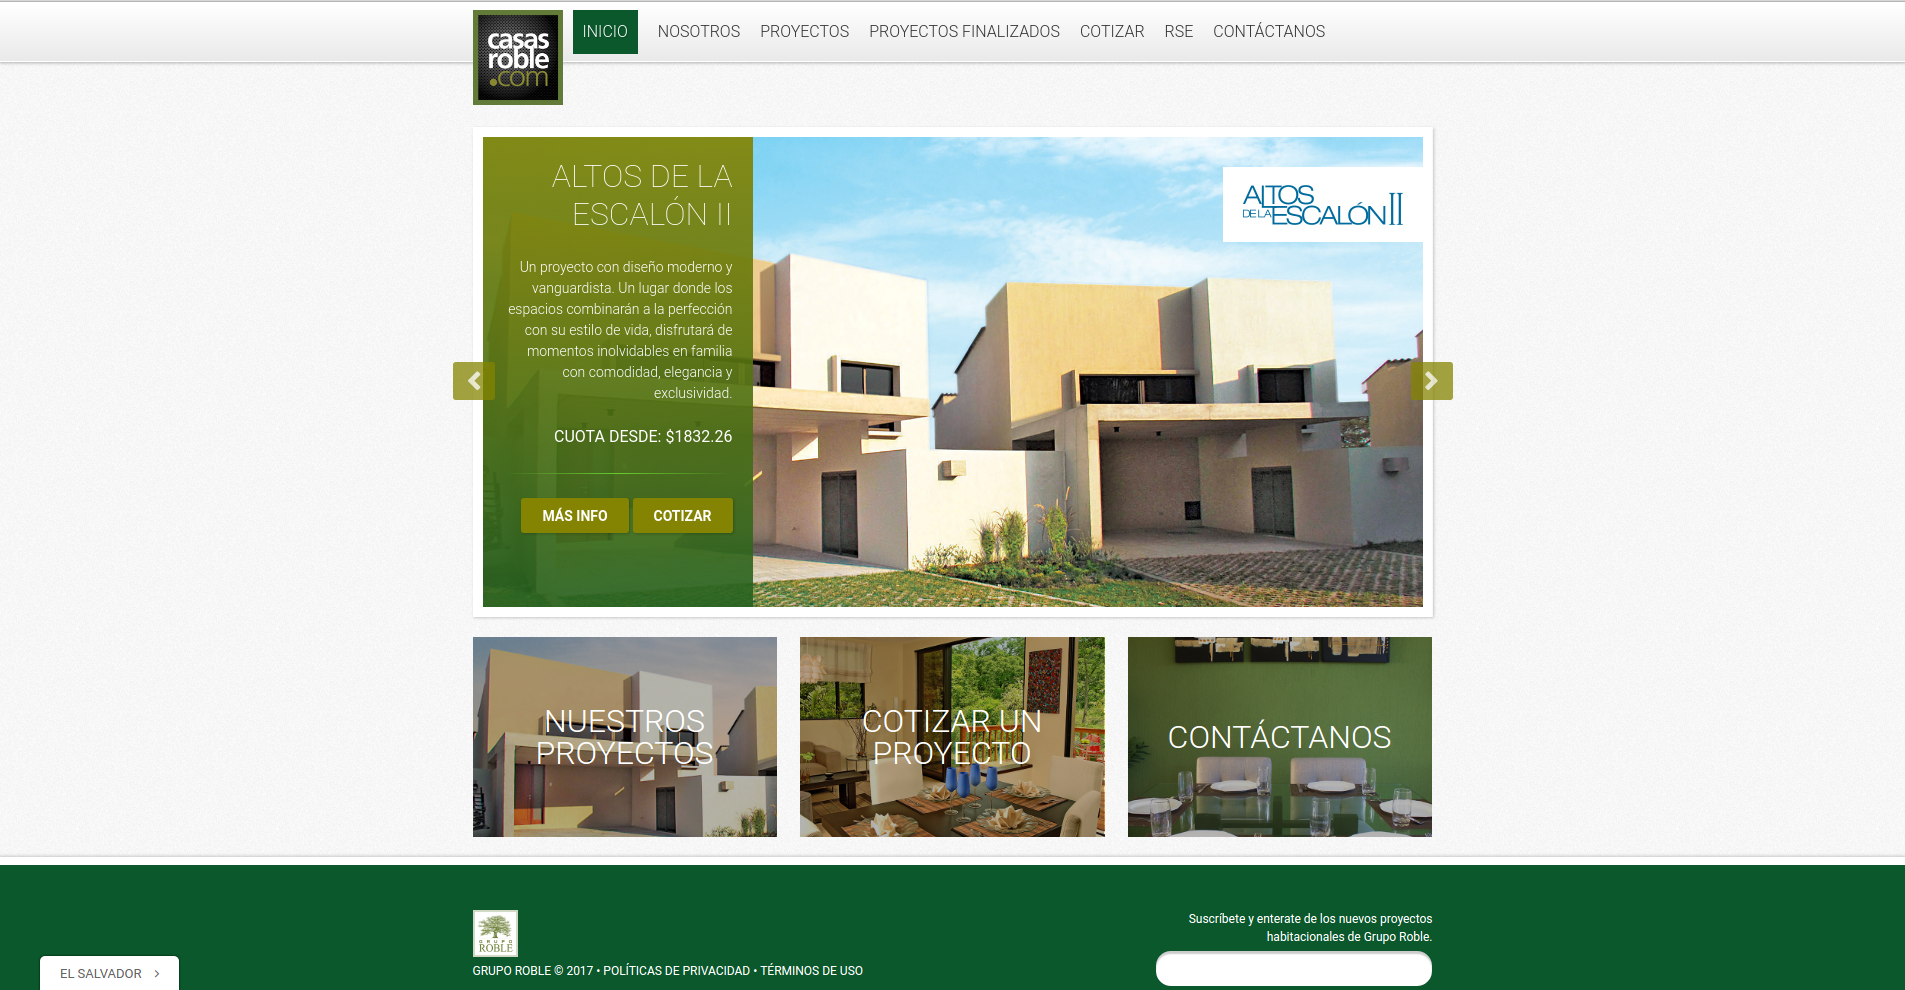 casas
roble
.com
INICIO
NOSOTROS
PROYECTOS
PROYECTOS FINALIZADOS
COTIZAR
RSE
CONTÁCTANOS
ALTOS DE LA
ESCALÓN II
Un proyecto con diseño moderno y
vanguardista. Un lugar donde los
espacios combinarán a la perfección
con su estilo de vida, disfrutará de
momentos inolvidables en familia
con comodidad, elegancia y
exclusividad.
CUOTA DESDE: $1832.26
MÁS INFO
COTIZAR
ALTOS
DE LA ESCALÓN II
NUESTROS
PROYECTOS
COTIZAR UN
PROYECTO
CONTÁCTANOS
GRUPO
ROBLE
GRUPO ROBLE © 2017 • POLÍTICAS DE PRIVACIDAD • TÉRMINOS DE USO
Suscríbete y enterate de los nuevos proyectos
habitacionales de Grupo Roble.
EL SALVADOR